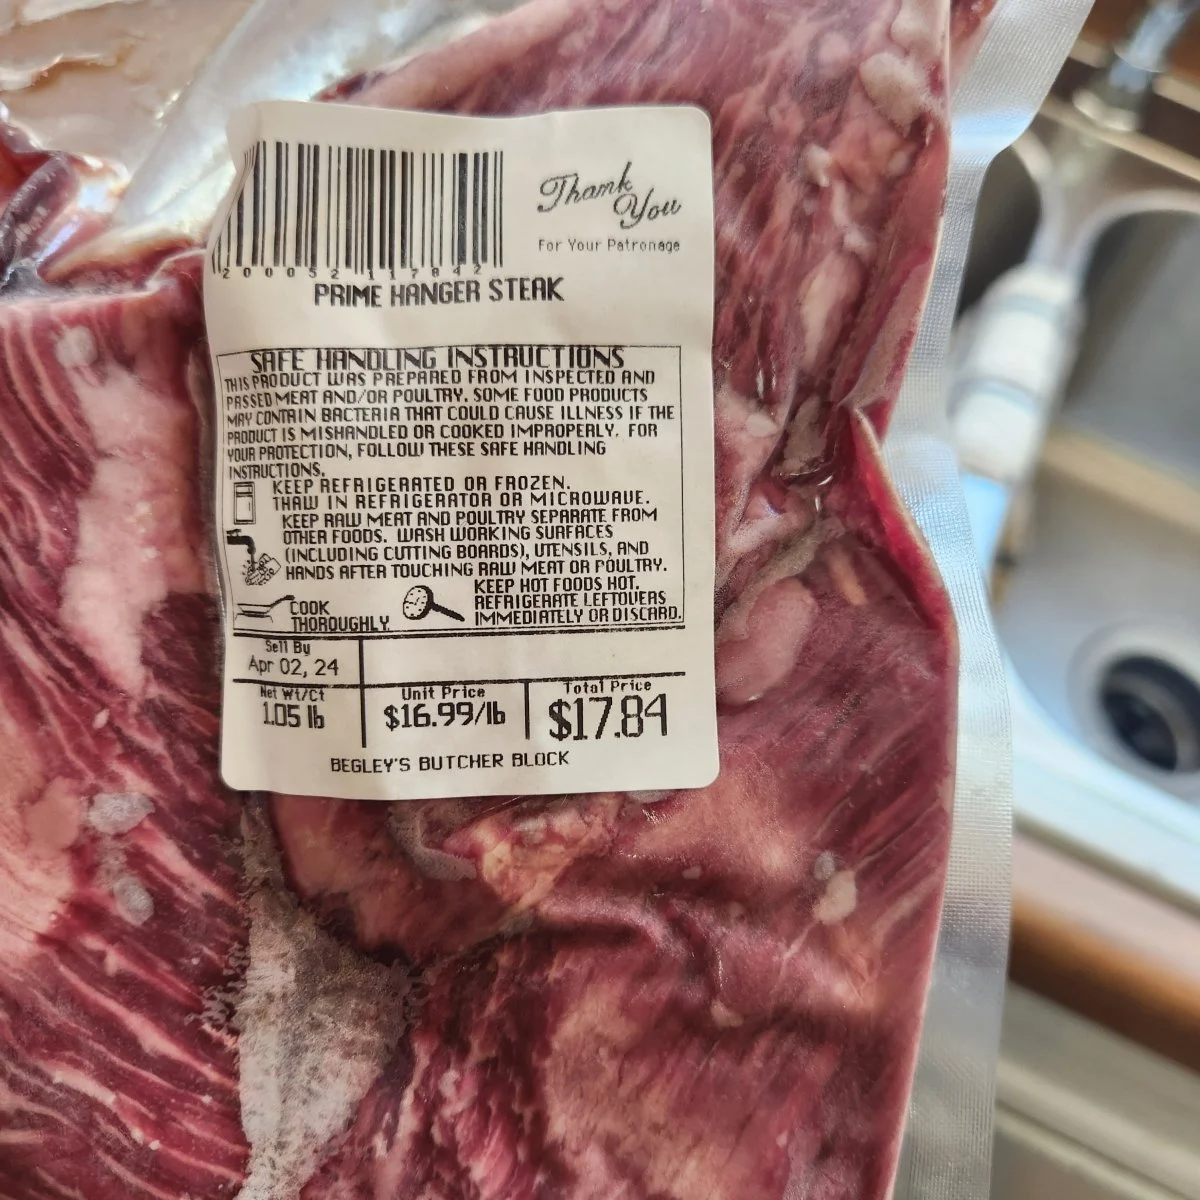 Thank
You
For Your Patronage
2 00052 117842
PRIME HANGER STEAK
SAFE HANDLING INSTRUCTIONS
THIS PRODUCT WAS PREPARED FROM INSPECTED AND
PASSED MEAT AND/OR POULTRY. SOME FOOD PRODUCTS
MAY CONTAIN BACTERIA THAT COULD CAUSE ILLNESS IF THE
PRODUCT IS MISHANDLED OR COOKED IMPROPERLY. FOR
YOUR PROTECTION, FOLLOW THESE SAFE HANDLING
INSTRUCTIONS.
KEEP REFRIGERATED OR FROZEN.
THAW IN REFRIGERATOR OR MICROWAVE.
KEEP RAW MEAT AND POULTRY SEPARATE FROM
OTHER FOODS. WASH WORKING SURFACES
(INCLUDING CUTTING BOARDS), UTENSILS, AND
HANDS AFTER TOUCHING RAW MEAT OR POULTRY.
COOK
THOROUGHLY.
KEEP HOT FOODS HOT.
REFRIGERATE LEFTOVERS
IMMEDIATELY OR DISCARD.
Sell By
Apr 02, 24
Net Wt/Ct
1.05 lb
Unit Price
$16.99/lb
Total Price
$17.84
BEGLEY'S BUTCHER BLOCK